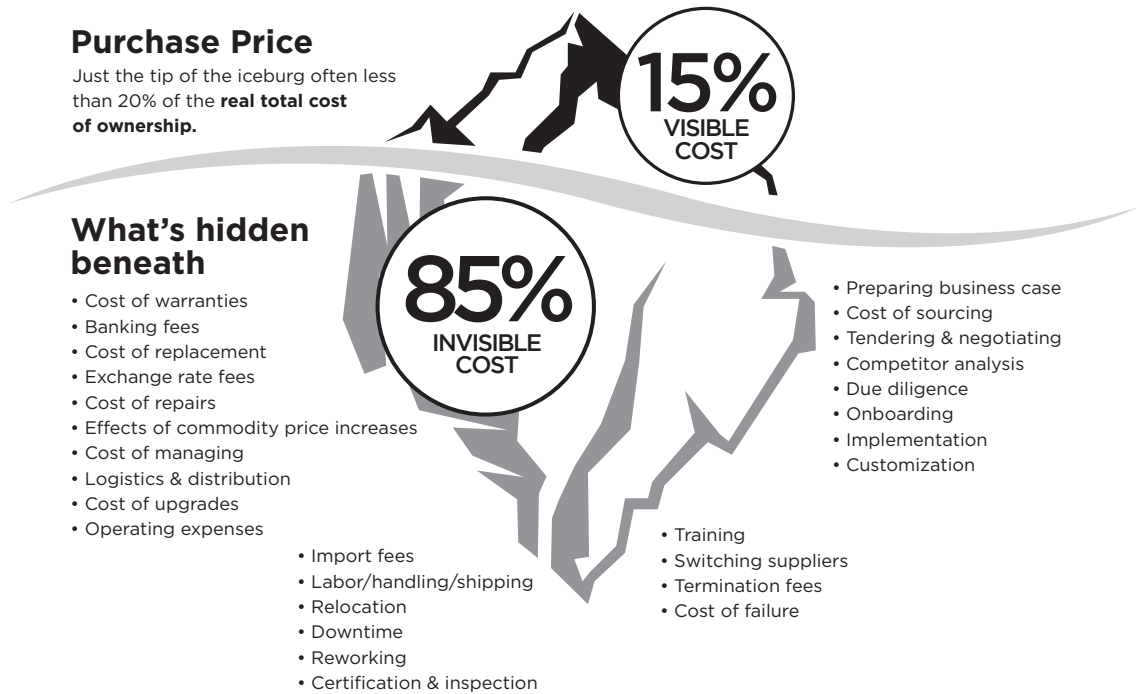 Purchase Price
Just the tip of the iceburg often less
than 20% of the real total cost
of ownership.
15%
VISIBLE
COST
What's hidden
beneath
• Cost of warranties
• Banking fees
• Cost of replacement
• Exchange rate fees
• Cost of repairs
• Effects of commodity price increases
• Cost of managing
• Logistics & distribution
• Cost of upgrades
• Operating expenses
85%
INVISIBLE
COST
• Import fees
• Labor/handling/shipping
• Relocation
• Downtime
• Reworking
• Certification & inspection
• Training
• Switching suppliers
• Termination fees
• Cost of failure
• Preparing business case
• Cost of sourcing
• Tendering & negotiating
• Competitor analysis
• Due diligence
• Onboarding
• Implementation
• Customization